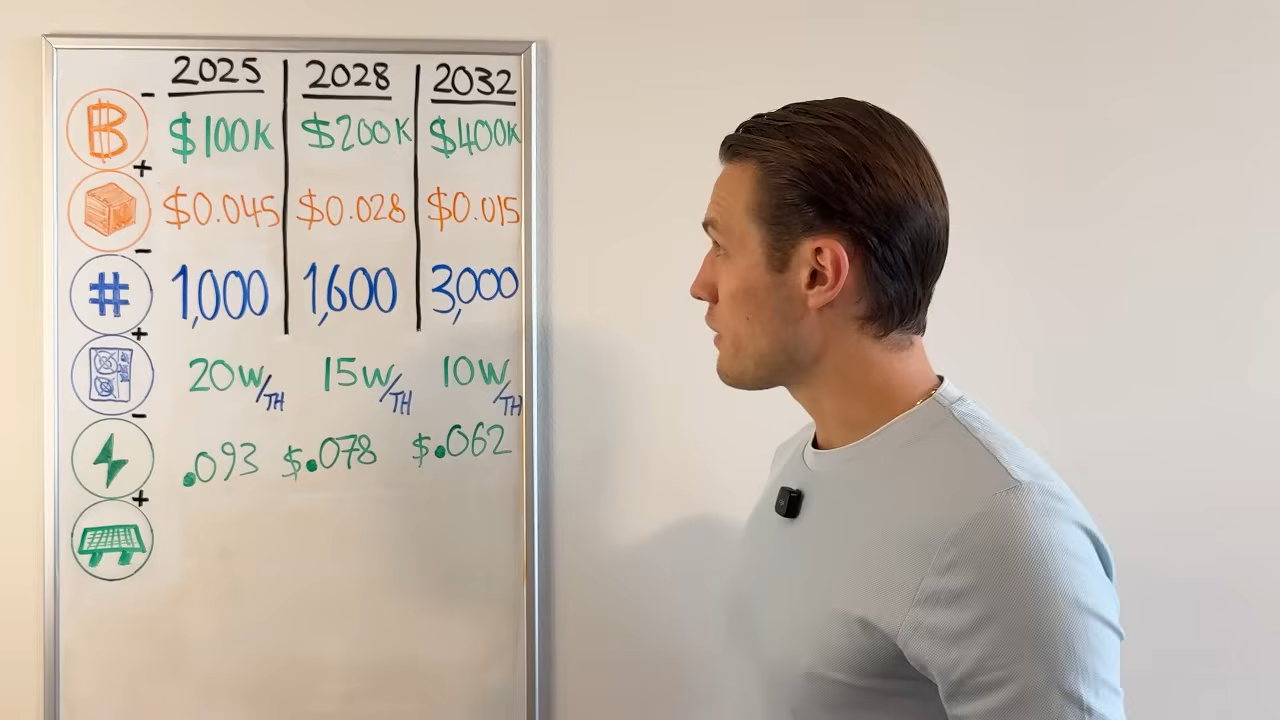 2025 2028 2032
B $100K $200K $400K
$0.045 $0.028 $0.015
# 1,000 1,600 3,000
20W/TH 15W/TH 10W/TH
.093 $.078 $.062